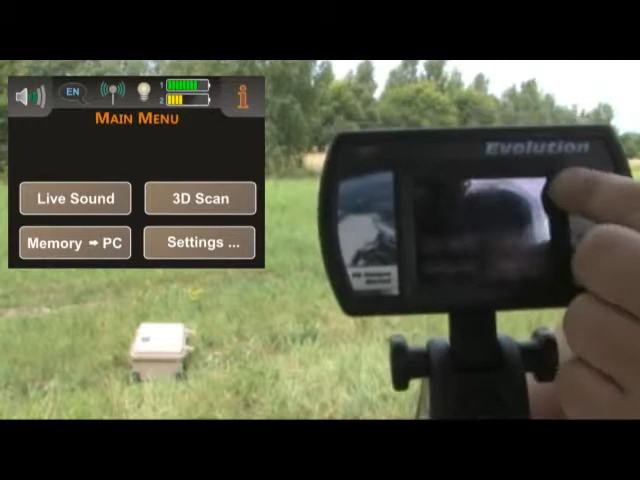 EN
1
2
i
MAIN MENU
Live Sound
3D Scan
Memory ➡ PC
Settings ...
Evolution